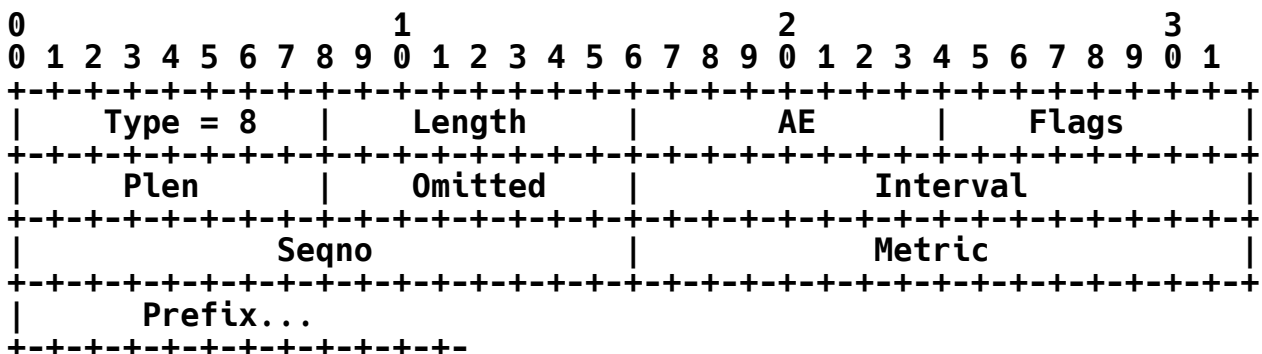 0                   1                   2                   3
0 1 2 3 4 5 6 7 8 9 0 1 2 3 4 5 6 7 8 9 0 1 2 3 4 5 6 7 8 9 0 1
+-+-+-+-+-+-+-+-+-+-+-+-+-+-+-+-+-+-+-+-+-+-+-+-+-+-+-+-+-+-+-+-+
|    Type = 8   |    Length     |       AE      |    Flags      |
+-+-+-+-+-+-+-+-+-+-+-+-+-+-+-+-+-+-+-+-+-+-+-+-+-+-+-+-+-+-+-+-+
|     Plen      |    Omitted    |            Interval           |
+-+-+-+-+-+-+-+-+-+-+-+-+-+-+-+-+-+-+-+-+-+-+-+-+-+-+-+-+-+-+-+-+
|             Seqno             |            Metric             |
+-+-+-+-+-+-+-+-+-+-+-+-+-+-+-+-+-+-+-+-+-+-+-+-+-+-+-+-+-+-+-+-+
|      Prefix...
+-+-+-+-+-+-+-+-+-+-+-+-